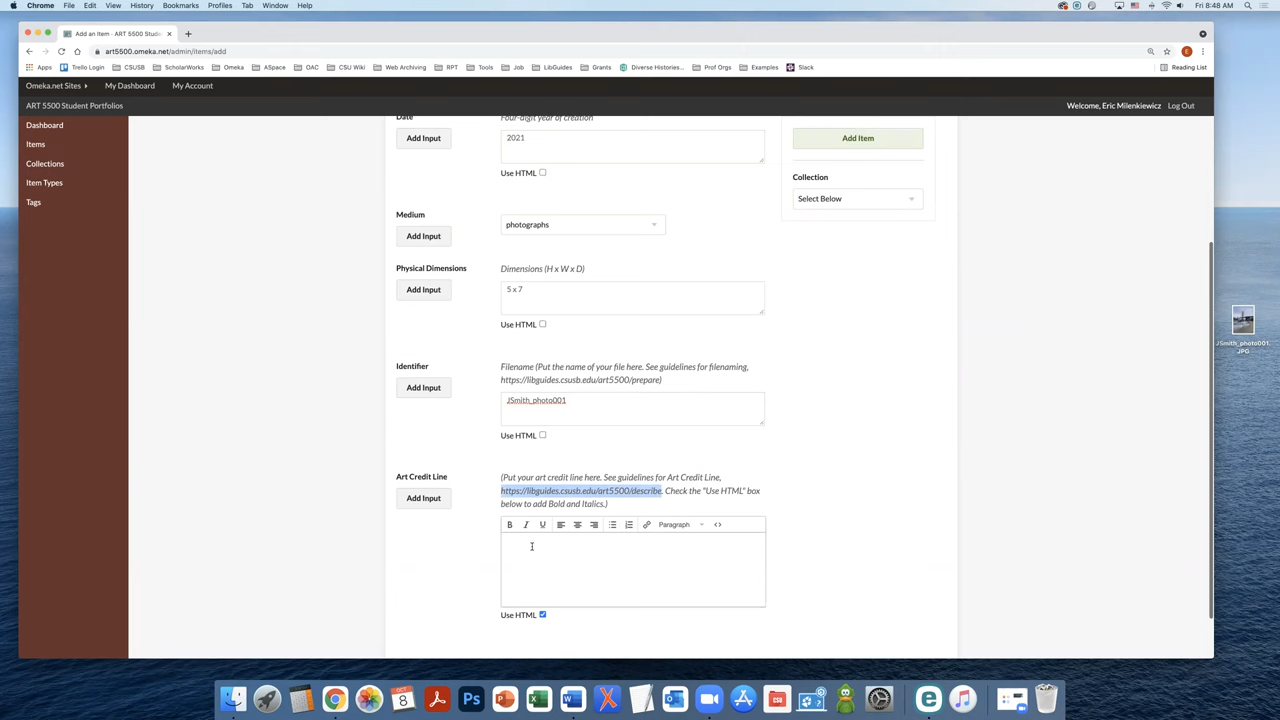 Chrome File Edit View History Bookmarks Profiles Tab Window Help Fri 8:48 AM
Add an Item · ART 5500 Stude
art5500.omeka.net/admin/items/add
Apps Trello Login CSUSB ScholarWorks Omeka ASpace OAC CSU Wiki Web Archiving RPT Tools Job LibGuides Grants Diverse Histories... Prof Orgs Examples Slack Reading List
Omeka.net Sites My Dashboard My Account
ART 5500 Student Portfolios Welcome, Eric Milenkiewicz Log Out
Dashboard
Items
Collections
Item Types
Tags
Date Four-digit year of creation
Add Input 2021 Add Item
Use HTML
Collection
Select Below
Medium
Add Input photographs
Physical Dimensions Dimensions (H x W x D)
Add Input 5 x 7
Use HTML
Identifier Filename (Put the name of your file here. See guidelines for filenaming,
https://libguides.csusb.edu/art5500/prepare)
Add Input JSmith_photo001
Use HTML
Art Credit Line (Put your art credit line here. See guidelines for Art Credit Line,
https://libguides.csusb.edu/art5500/describe. Check the "Use HTML" box
Add Input below to add Bold and Italics.)
B I U Paragraph <>
Use HTML
JSmith_photo001.
JPG
OCT
8
Ps P X W CSB e